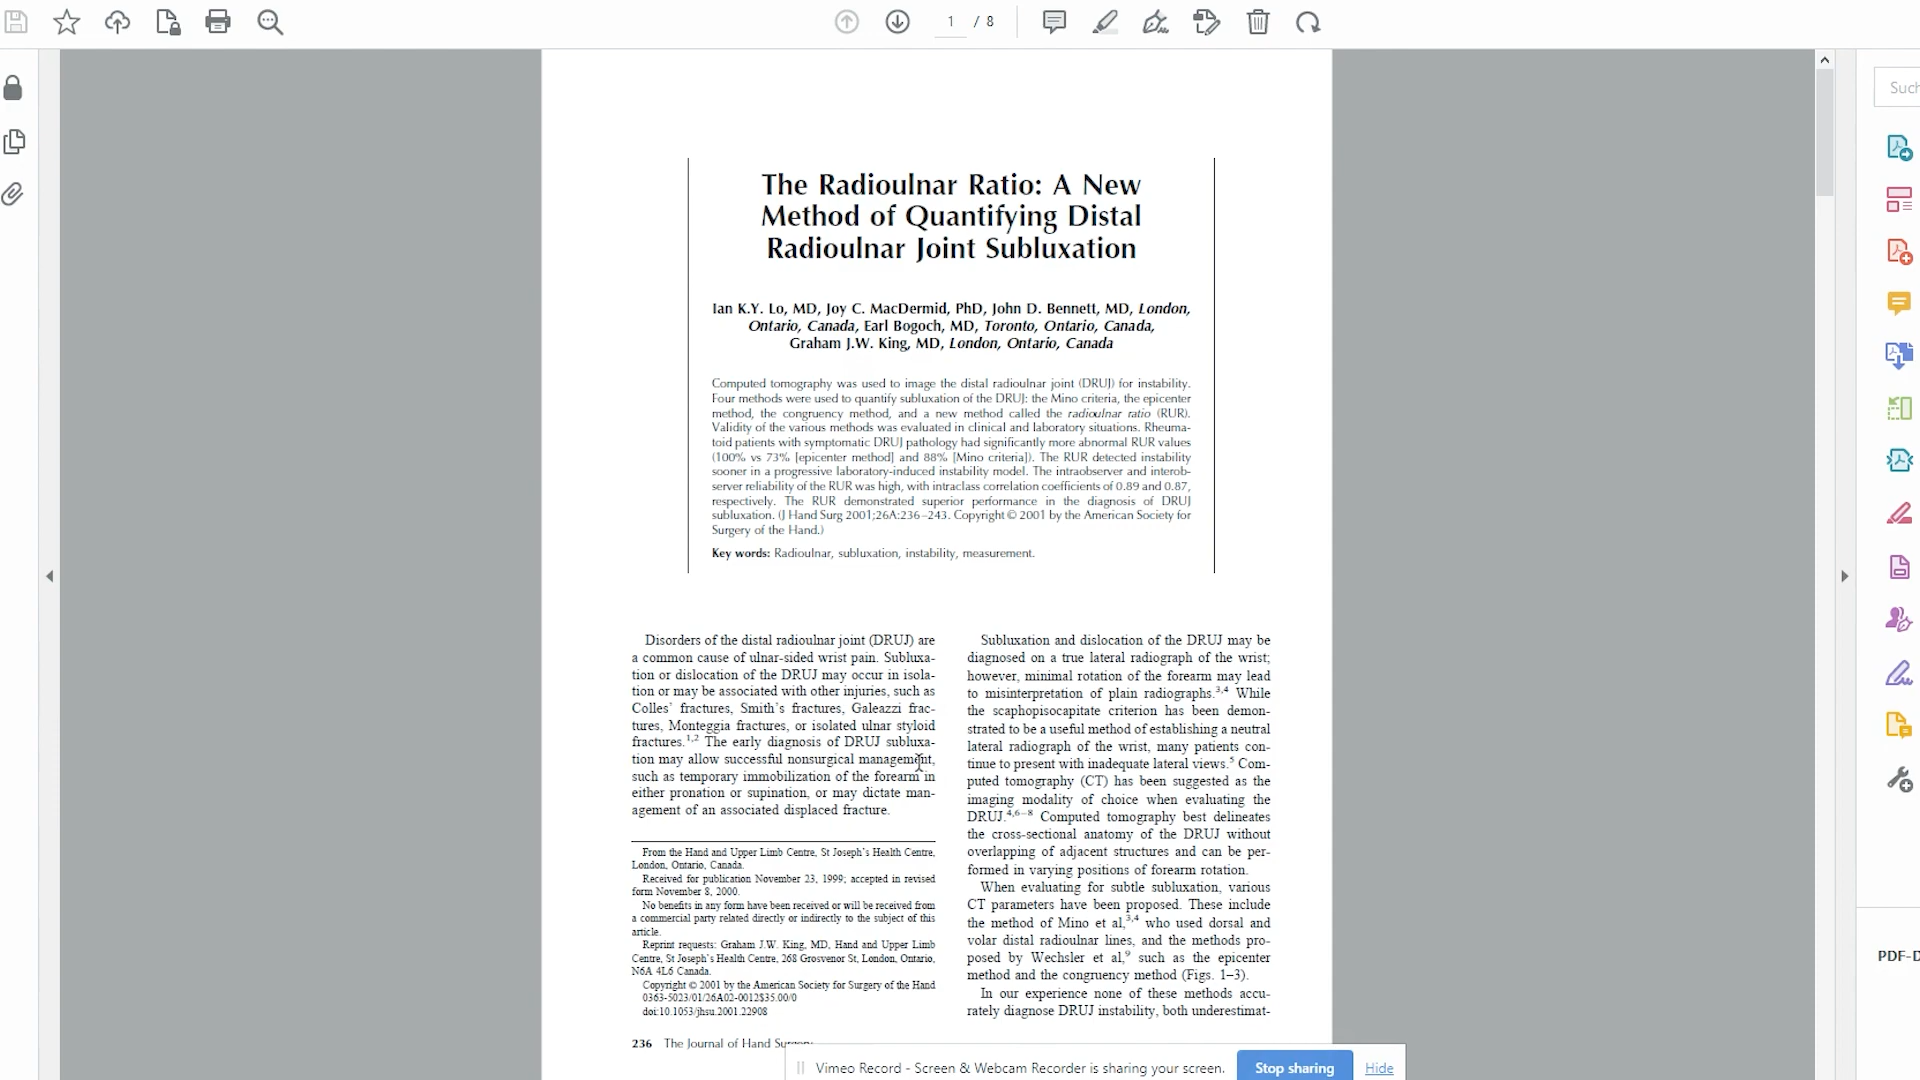 1 / 8
Such
The Radioulnar Ratio: A New
Method of Quantifying Distal
Radioulnar Joint Subluxation
Ian K.Y. Lo, MD, Joy C. MacDermid, PhD, John D. Bennett, MD, London,
Ontario, Canada, Earl Bogoch, MD, Toronto, Ontario, Canada,
Graham J.W. King, MD, London, Ontario, Canada
Computed tomography was used to image the distal radioulnar joint (DRUJ) for instability.
Four methods were used to quantify subluxation of the DRUJ: the Mino criteria, the epicenter
method, the congruency method, and a new method called the radioulnar ratio (RUR).
Validity of the various methods was evaluated in clinical and laboratory situations. Rheuma-
toid patients with symptomatic DRUJ pathology had significantly more abnormal RUR values
(100% vs 73% [epicenter method] and 88% [Mino criteria]). The RUR detected instability
sooner in a progressive laboratory-induced instability model. The intraobserver and interob-
server reliability of the RUR was high, with intraclass correlation coefficients of 0.89 and 0.87,
respectively. The RUR demonstrated superior performance in the diagnosis of DRUJ
subluxation. (J Hand Surg 2001;26A:236–243. Copyright © 2001 by the American Society for
Surgery of the Hand.)
Key words: Radioulnar, subluxation, instability, measurement.
Disorders of the distal radioulnar joint (DRUJ) are
a common cause of ulnar-sided wrist pain. Subluxa-
tion or dislocation of the DRUJ may occur in isola-
tion or may be associated with other injuries, such as
Colles' fractures, Smith's fractures, Galeazzi frac-
tures, Monteggia fractures, or isolated ulnar styloid
fractures.1,2 The early diagnosis of DRUJ subluxa-
tion may allow successful nonsurgical management,
such as temporary immobilization of the forearm in
either pronation or supination, or may dictate man-
agement of an associated displaced fracture.
From the Hand and Upper Limb Centre, St Joseph's Health Centre,
London, Ontario, Canada.
Received for publication November 23, 1999; accepted in revised
form November 8, 2000.
No benefits in any form have been received or will be received from
a commercial party related directly or indirectly to the subject of this
article.
Reprint requests: Graham J.W. King, MD, Hand and Upper Limb
Centre, St Joseph's Health Centre, 268 Grosvenor St, London, Ontario,
N6A 4L6 Canada.
Copyright © 2001 by the American Society for Surgery of the Hand
0363-5023/01/26A02-0012$35.00/0
doi:10.1053/jhsu.2001.22908
236 The Journal of Hand Surgery
Subluxation and dislocation of the DRUJ may be
diagnosed on a true lateral radiograph of the wrist;
however, minimal rotation of the forearm may lead
to misinterpretation of plain radiographs.3,4 While
the scaphopisocapitate criterion has been demon-
strated to be a useful method of establishing a neutral
lateral radiograph of the wrist, many patients con-
tinue to present with inadequate lateral views.5 Com-
puted tomography (CT) has been suggested as the
imaging modality of choice when evaluating the
DRUJ.4,6–8 Computed tomography best delineates
the cross-sectional anatomy of the DRUJ without
overlapping of adjacent structures and can be per-
formed in varying positions of forearm rotation.
When evaluating for subtle subluxation, various
CT parameters have been proposed. These include
the method of Mino et al,3,4 who used dorsal and
volar distal radioulnar lines, and the methods pro-
posed by Wechsler et al,9 such as the epicenter
method and the congruency method (Figs. 1–3).
In our experience none of these methods accu-
rately diagnose DRUJ instability, both underestimat-
PDF-D
Vimeo Record - Screen & Webcam Recorder is sharing your screen.
Stop sharing
Hide